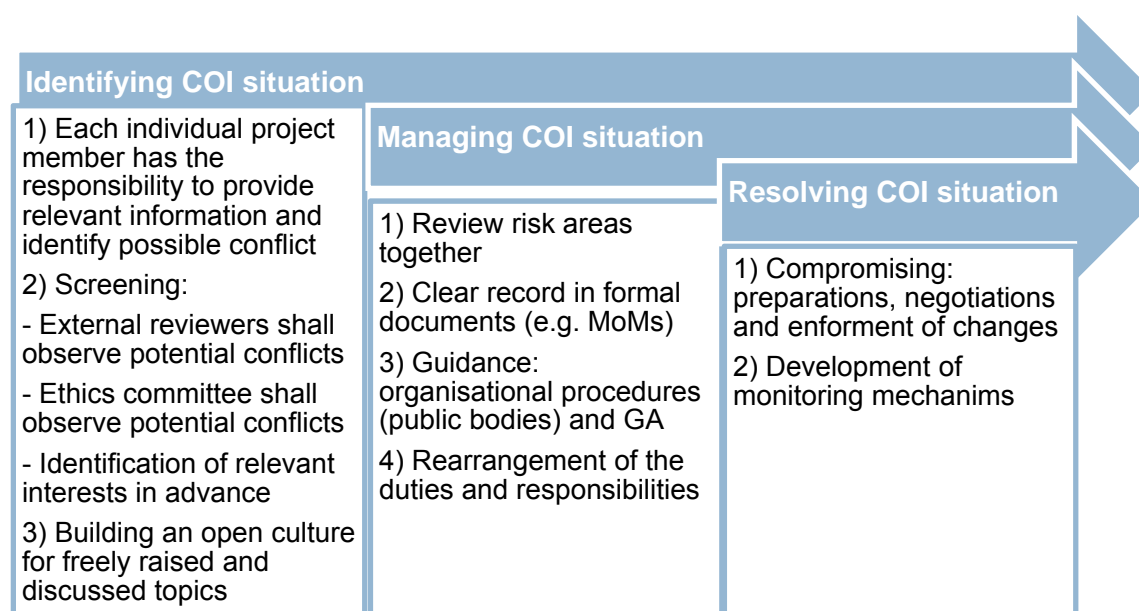 Identifying COI situation
1) Each individual project
member has the
responsibility to provide
relevant information and
identify possible conflict
2) Screening:
- External reviewers shall
observe potential conflicts
- Ethics committee shall
observe potential conflicts
- Identification of relevant
interests in advance
3) Building an open culture
for freely raised and
discussed topics
Managing COI situation
1) Review risk areas
together
2) Clear record in formal
documents (e.g. MoMs)
3) Guidance:
organisational procedures
(public bodies) and GA
4) Rearrangement of the
duties and responsibilities
Resolving COI situation
1) Compromising:
preparations, negotiations
and enforment of changes
2) Development of
monitoring mechanims